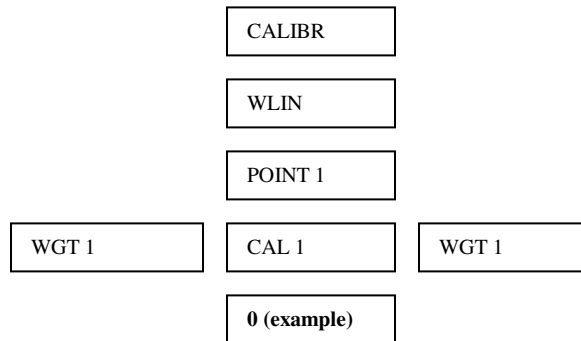 CALIBR
WLIN
POINT 1
WGT 1 CAL 1 WGT 1
0 (example)